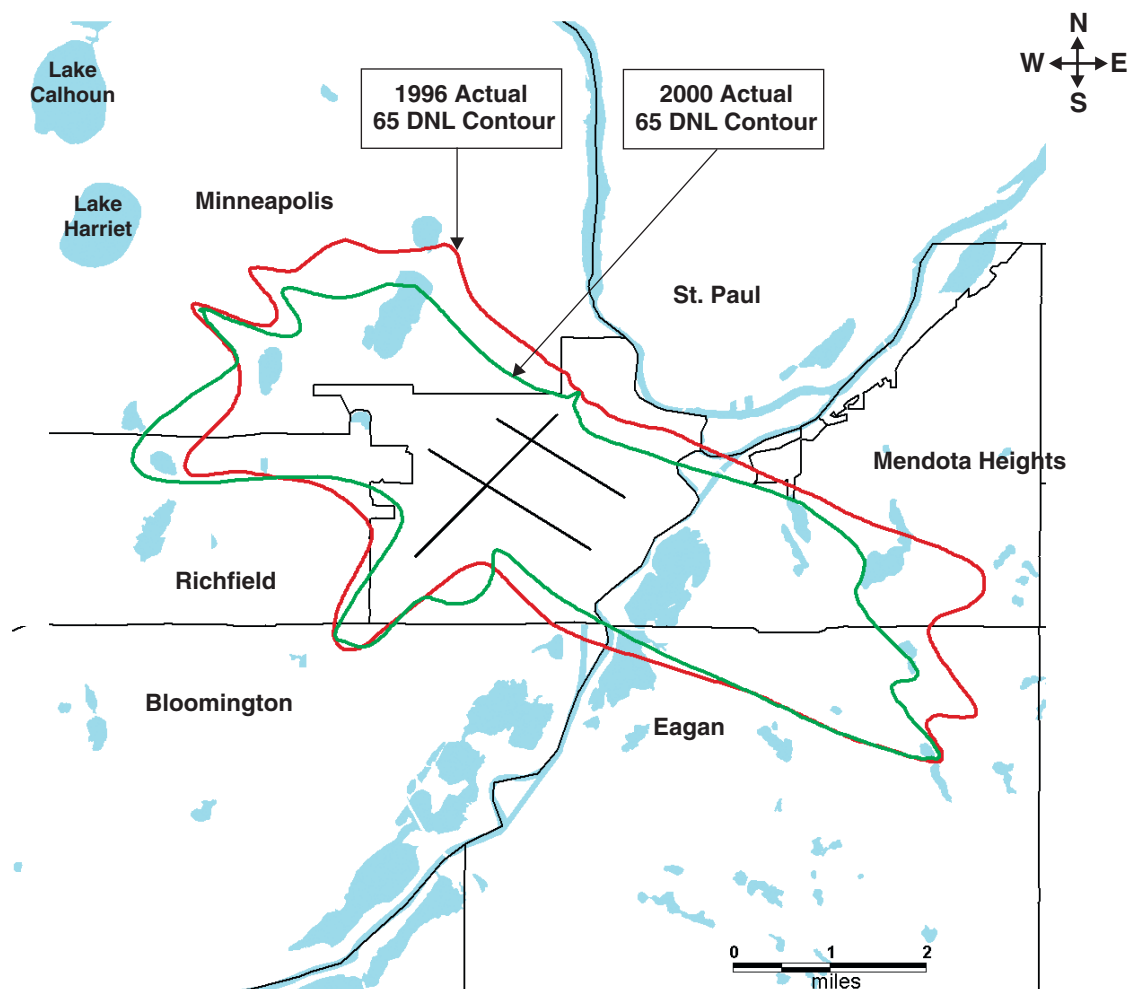 N
W E
S
Lake
Calhoun
1996 Actual
65 DNL Contour
2000 Actual
65 DNL Contour
Minneapolis
Lake
Harriet
St. Paul
Mendota Heights
Richfield
Bloomington
Eagan
0 1 2
miles